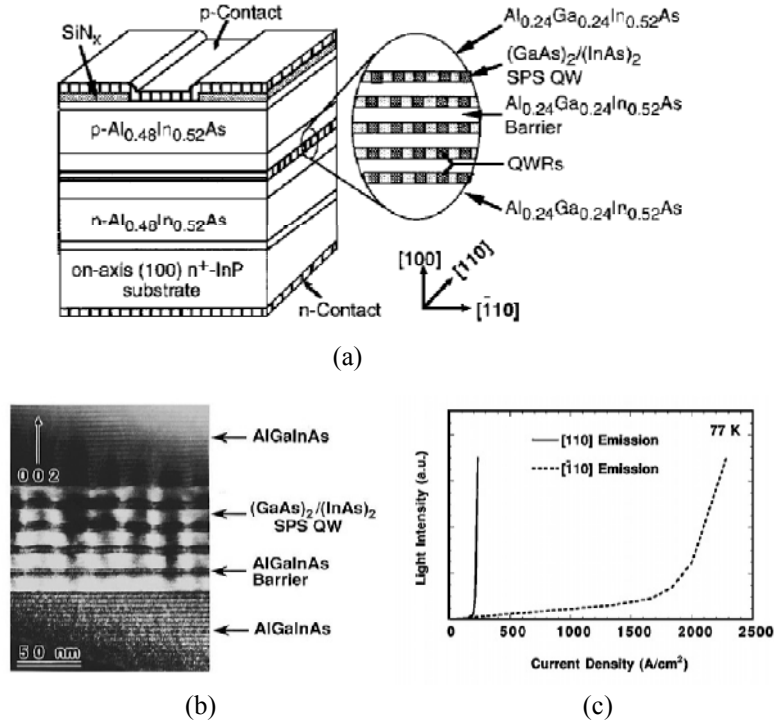 p-Contact
SiNx
p-Al0.48In0.52As
n-Al0.48In0.52As
on-axis (100) n+-InP
substrate
n-Contact
Al0.24Ga0.24In0.52As
(GaAs)2/(InAs)2
SPS QW
Al0.24Ga0.24In0.52As
Barrier
QWRs
Al0.24Ga0.24In0.52As
[100]
[110]
[1̄10]
(a)
002
AlGaInAs
(GaAs)2/(InAs)2
SPS QW
AlGaInAs
Barrier
AlGaInAs
50 nm
(b)
77 K
[110] Emission
[1̄10] Emission
Light Intensity (a.u.)
0 500 1000 1500 2000 2500
Current Density (A/cm2)
(c)